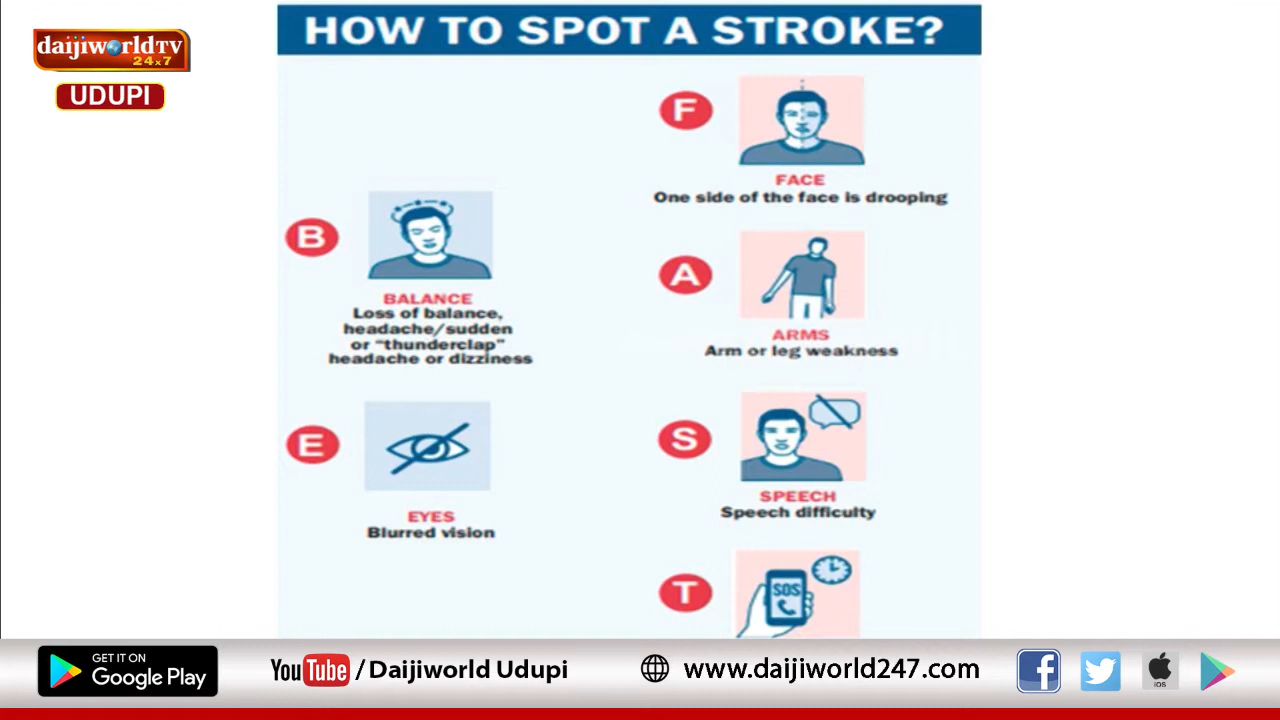 daijiworldTV
24x7
UDUPI
HOW TO SPOT A STROKE?
B
BALANCE
Loss of balance,
headache/sudden
or “thunderclap”
headache or dizziness
E
EYES
Blurred vision
F
FACE
One side of the face is drooping
A
ARMS
Arm or leg weakness
S
SPEECH
Speech difficulty
T
SOS
GET IT ON
Google Play
YouTube / Daijiworld Udupi
www.daijiworld247.com
f
iOS